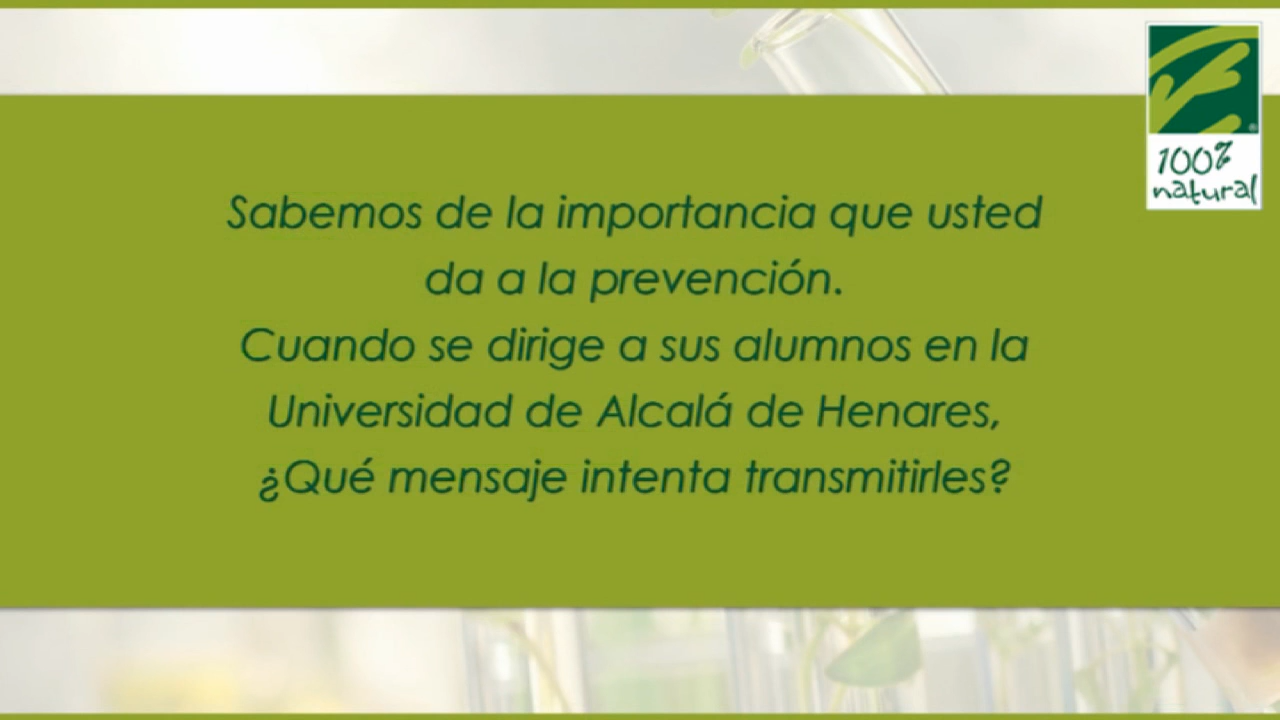 100%
natural
Sabemos de la importancia que usted
da a la prevención.
Cuando se dirige a sus alumnos en la
Universidad de Alcalá de Henares,
¿Qué mensaje intenta transmitirles?